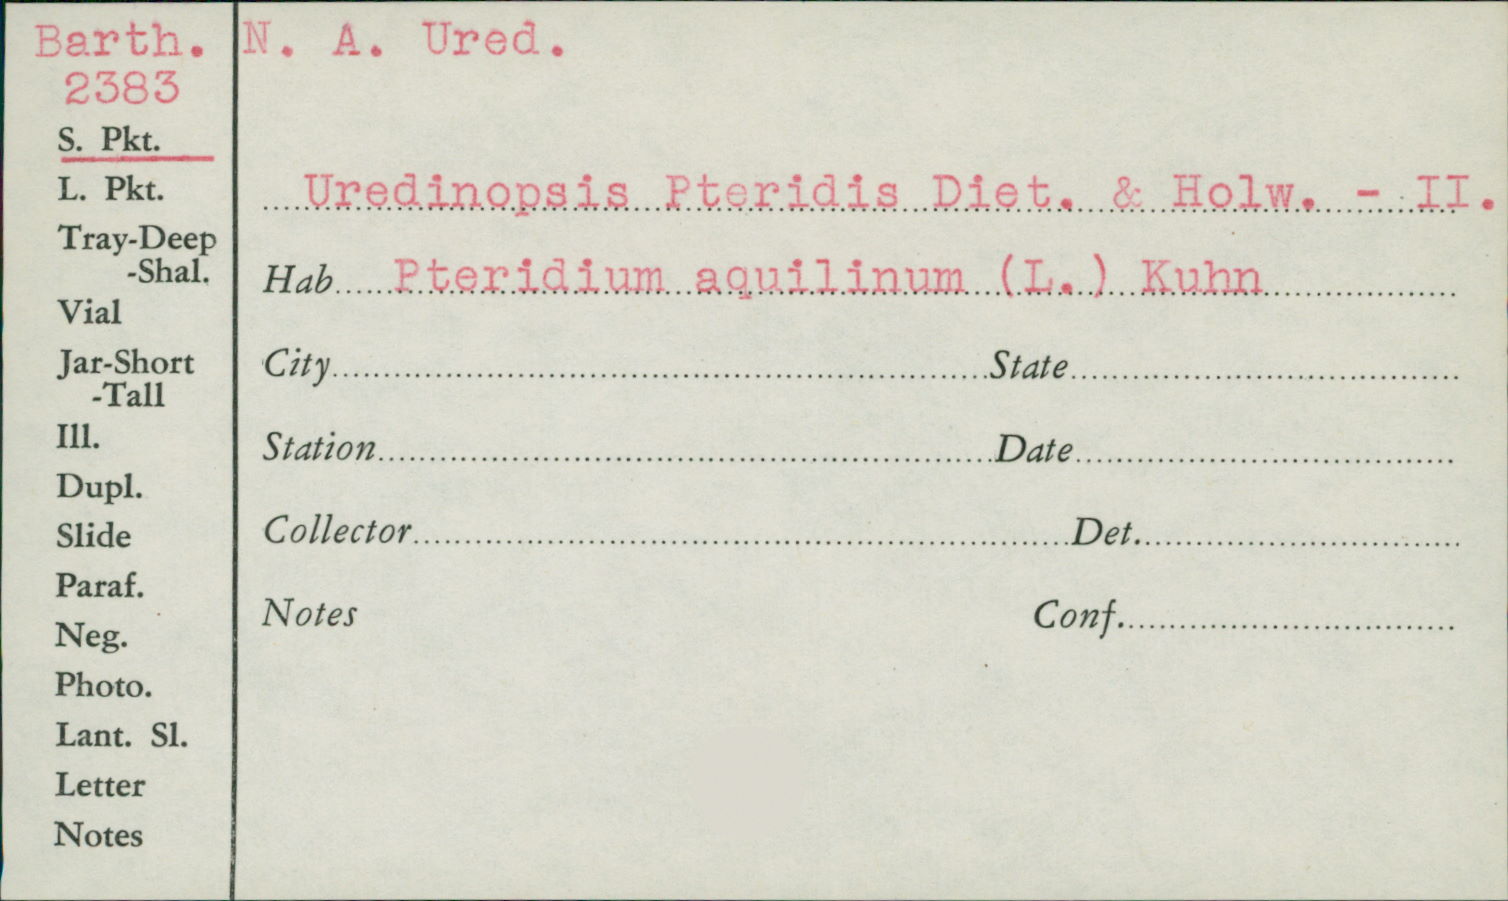 Barth. N. A. Ured.
2383
S. Pkt.
L. Pkt.
Tray-Deep
-Shal.
Vial
Jar-Short
-Tall
Ill.
Dupl.
Slide
Paraf.
Neg.
Photo.
Lant. Sl.
Letter
Notes
Uredinopsis Pteridis Diet. & Holw. - II.
Hab Pteridium aquilinum (L.) Kuhn
City State
Station Date
Collector Det.
Notes Conf.